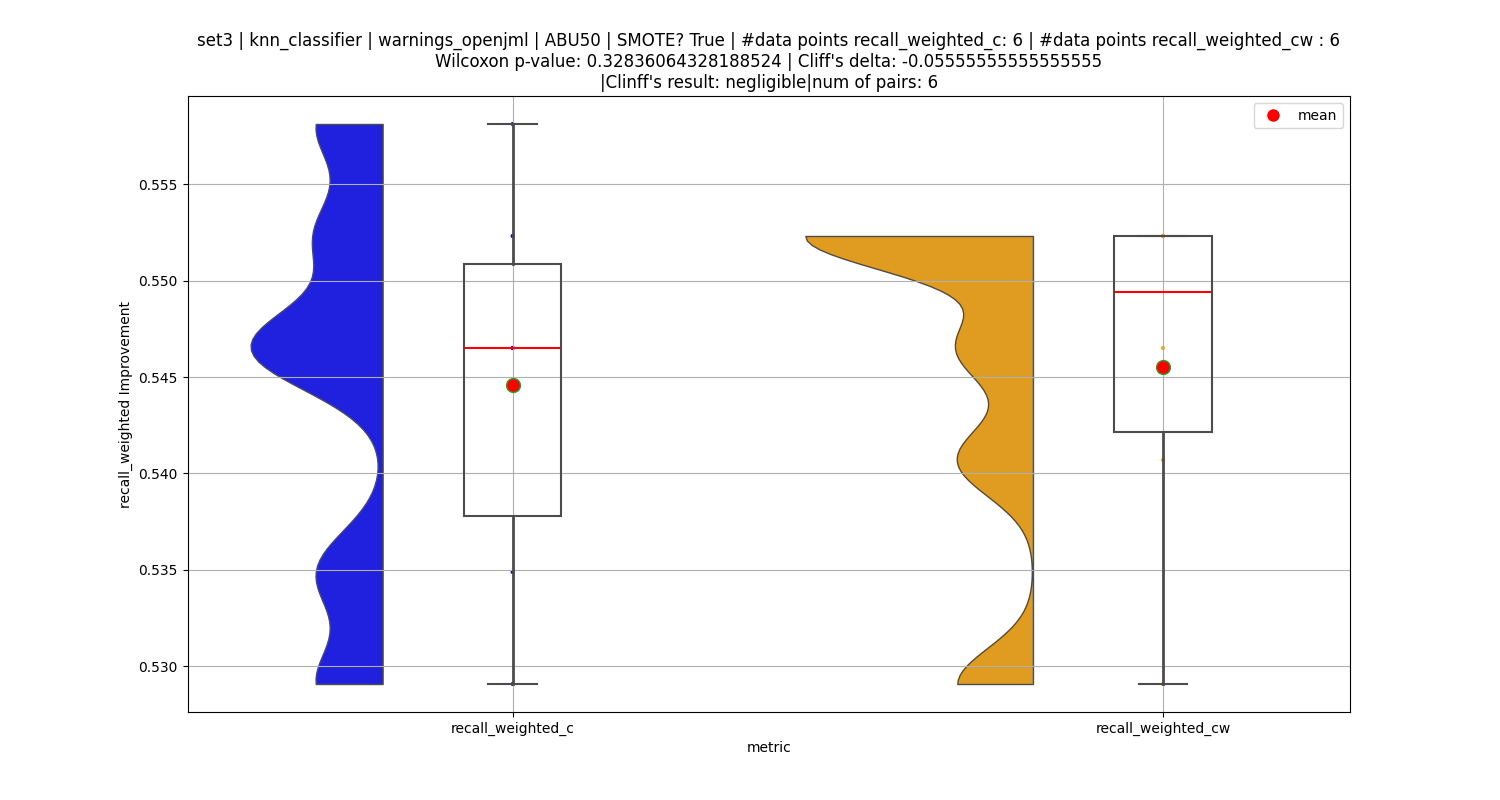 set3 | knn_classifier | warnings_openjml | ABU50 | SMOTE? True | #data points recall_weighted_c: 6 | #data points recall_weighted_cw : 6
Wilcoxon p-value: 0.32836064328188524 | Cliff's delta: -0.05555555555555555
|Clinff's result: negligible|num of pairs: 6
mean
0.555
0.550
0.545
0.540
0.535
0.530
recall_weighted Improvement
recall_weighted_c
recall_weighted_cw
metric